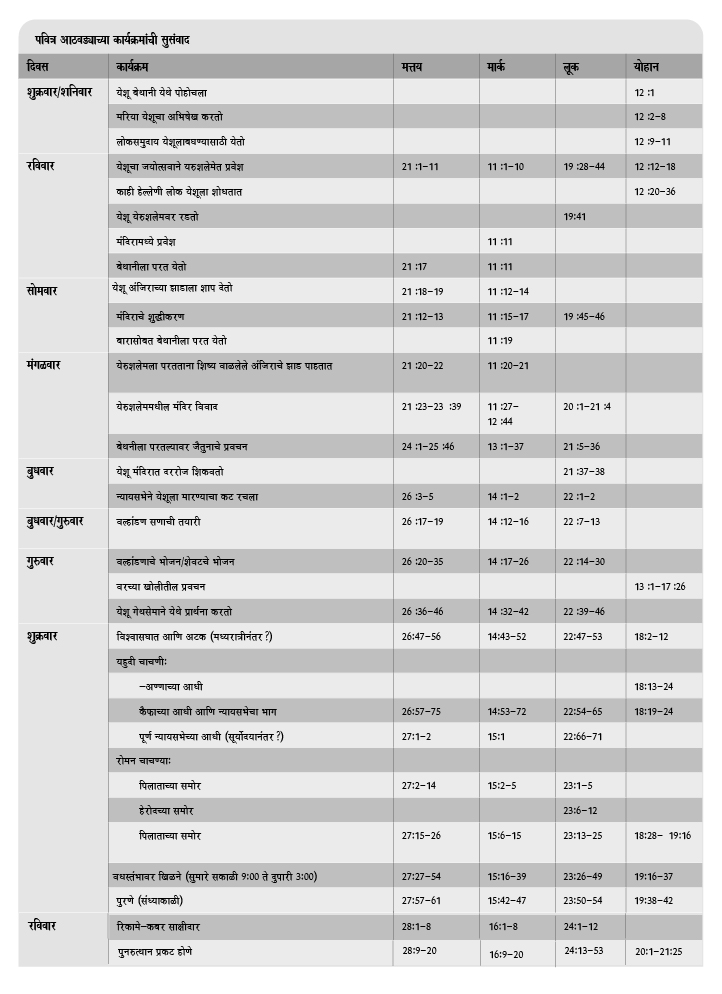 पवित्र आठवड्याच्या कार्यक्रमांची सुसंवाद
दिवस कार्यक्रम मत्तय मार्क लूक योहान
शुक्रवार/शनिवार येशू बेथानी येथे पोहोचला 12 :1
मरिया येशूचा अभिषेख करतो 12 :2–8
लोकसमुदाय येशूलाबघण्यासाठी येतो 12 :9–11
रविवार येशूचा जयोत्सवाने यरुशलेमेत प्रवेश 21 :1–11 11 :1–10 19 :28–44 12 :12–18
काही हेल्लेणी लोक येशूला शोधतात 12 :20–36
येशू येरुशलेमवर रडतो 19:41
मंदिरामध्ये प्रवेश 11 :11
बेथानीला परत येतो 21 :17 11 :11
सोमवार येशू अंजिराच्या झाडाला शाप देतो 21 :18–19 11 :12–14
मंदिराचे शुद्धीकरण 21 :12–13 11 :15–17 19 :45–46
बारासोबत बेथानीला परत येतो 11 :19
मंगळवार येरुशलेमला परतताना शिष्य वाळलेले अंजिराचे झाड पाहतात 21 :20–22 11 :20–21
येरुशलेममधील मंदिर विवाद 21 :23–23 :39 11 :27– 20 :1–21 :4
12 :44
बेथनीला परतल्यावर जैतुनाचे प्रवचन 24 :1–25 :46 13 :1–37 21 :5–36
बुधवार येशू मंदिरात दररोज शिकवतो 21 :37–38
न्यायसभेने येशूला मारण्याचा कट रचला 26 :3–5 14 :1–2 22 :1–2
बुधवार/गुरुवार वल्हांडण सणाची तयारी 26 :17–19 14 :12–16 22 :7–13
गुरुवार वल्हांडणाचे भोजन/शेवटचे भोजन 26 :20–35 14 :17–26 22 :14–30
वरच्या खोलीतील प्रवचन 13 :1–17 :26
येशू गेथसेमाने येथे प्रार्थना करतो 26 :36–46 14 :32–42 22 :39–46
शुक्रवार विश्वासघात आणि अटक (मध्यरात्रीनंतर ?) 26:47–56 14:43–52 22:47–53 18:2–12
यहुदी चाचणी:
–अण्णाच्या आधी 18:13–24
कैफाच्या आधी आणि न्यायसभेचा भाग 26:57–75 14:53–72 22:54–65 18:19–24
पूर्ण न्यायसभेच्या आधी (सूर्योदयानंतर ?) 27:1–2 15:1 22:66–71
रोमन चाचण्या:
पिलाताच्या समोर 27:2–14 15:2–5 23:1–5
हेरोदच्या समोर 23:6–12
पिलाताच्या समोर 27:15–26 15:6–15 23:13–25 18:28– 19:16
वधस्तंभावर खिळने (सुमारे सकाळी 9:00 ते दुपारी 3:00) 27:27–54 15:16–39 23:26–49 19:16–37
पुरणे (संध्याकाळी) 27:57–61 15:42–47 23:50–54 19:38–42
रविवार रिकामे–कबर साक्षीदार 28:1–8 16:1–8 24:1–12
पुनरुत्थान प्रकट होणे 28:9–20 16:9–20 24:13–53 20:1–21:25